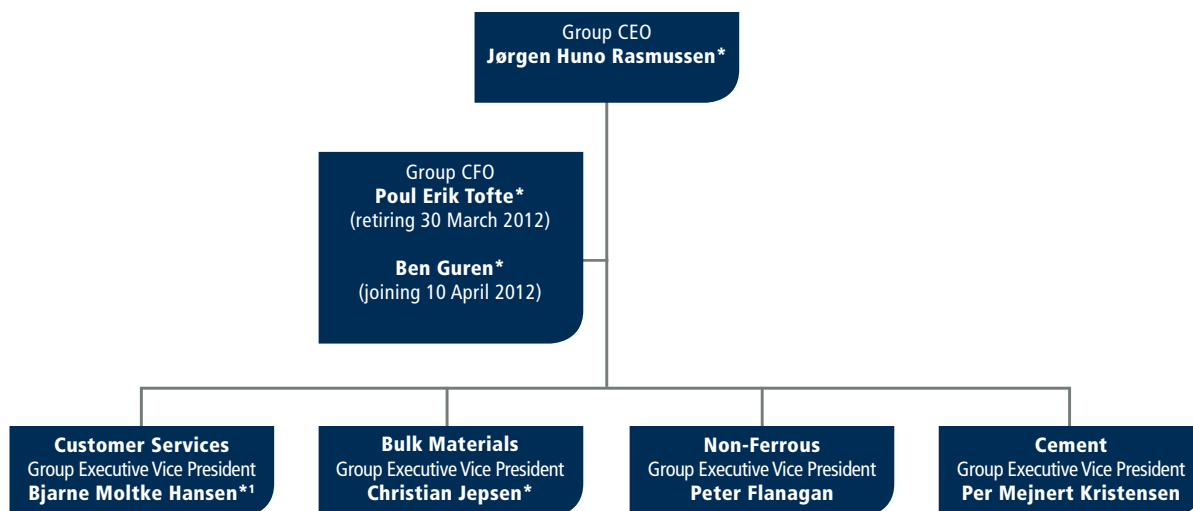 Group CEO
Jørgen Huno Rasmussen*
Group CFO
Poul Erik Tofte*
(retiring 30 March 2012)
Ben Guren*
(joining 10 April 2012)
Customer Services
Group Executive Vice President
Bjarne Moltke Hansen*¹
Bulk Materials
Group Executive Vice President
Christian Jepsen*
Non-Ferrous
Group Executive Vice President
Peter Flanagan
Cement
Group Executive Vice President
Per Mejnert Kristensen